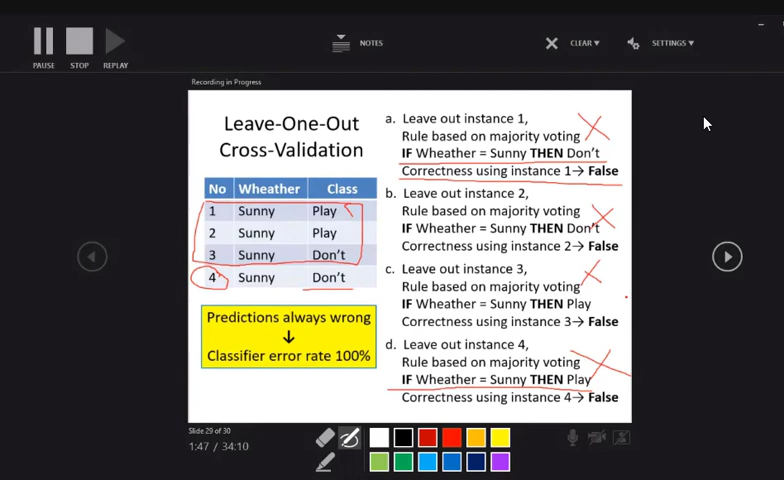 NOTES
CLEAR
SETTINGS
PAUSE
STOP
REPLAY
Recording in Progress
Leave-One-Out
Cross-Validation
No Wheather Class
1 Sunny Play
2 Sunny Play
3 Sunny Don't
4 Sunny Don't
Predictions always wrong
↓
Classifier error rate 100%
a. Leave out instance 1,
Rule based on majority voting
IF Wheather = Sunny THEN Don't
Correctness using instance 1→ False
b. Leave out instance 2,
Rule based on majority voting
IF Wheather = Sunny THEN Don't
Correctness using instance 2→ False
c. Leave out instance 3,
Rule based on majority voting
IF Wheather = Sunny THEN Play
Correctness using instance 3→ False
d. Leave out instance 4,
Rule based on majority voting
IF Wheather = Sunny THEN Play
Correctness using instance 4→ False
Slide 29 of 30
1:47 / 34:10